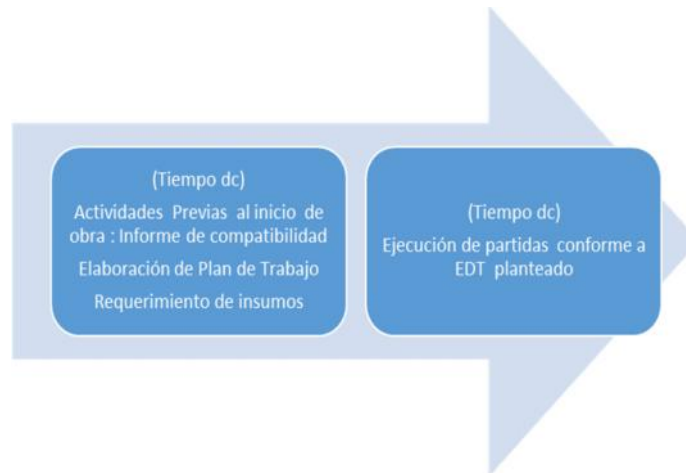 (Tiempo dc)
Actividades Previas al inicio de
obra : Informe de compatibilidad
Elaboración de Plan de Trabajo
Requerimiento de insumos
(Tiempo dc)
Ejecución de partidas conforme a
EDT planteado